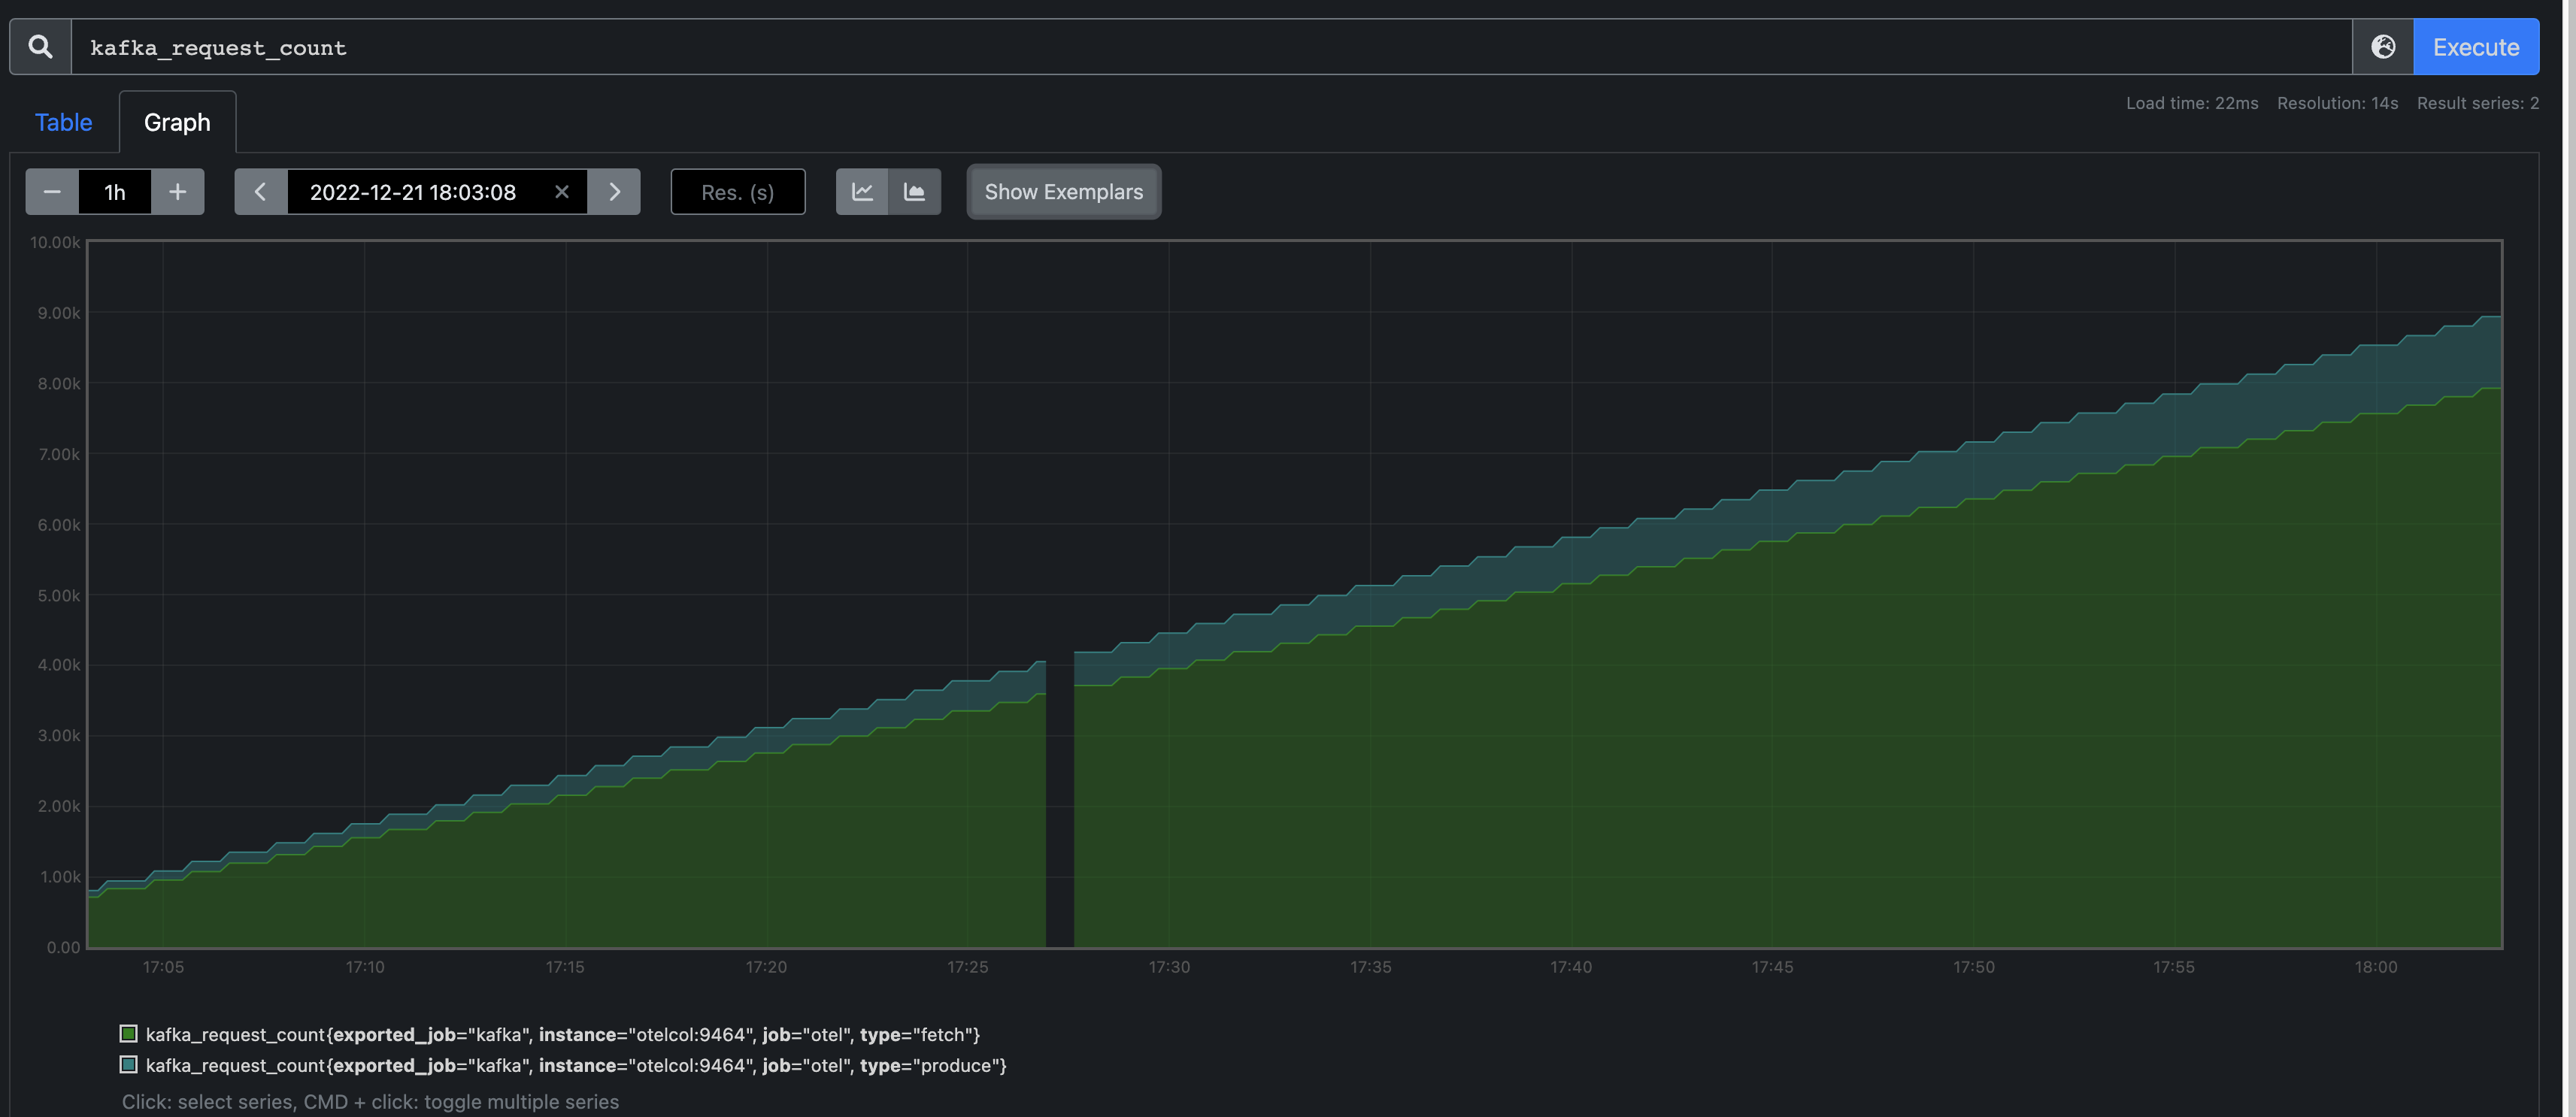 kafka_request_count
Execute
Table
Graph
Load time: 22ms Resolution: 14s Result series: 2
1h
2022-12-21 18:03:08
Res. (s)
Show Exemplars
10.00k
9.00k
8.00k
7.00k
6.00k
5.00k
4.00k
3.00k
2.00k
1.00k
0.00
17:05 17:10 17:15 17:20 17:25 17:30 17:35 17:40 17:45 17:50 17:55 18:00
kafka_request_count{exported_job="kafka", instance="otelcol:9464", job="otel", type="fetch"}
kafka_request_count{exported_job="kafka", instance="otelcol:9464", job="otel", type="produce"}
Click: select series, CMD + click: toggle multiple series